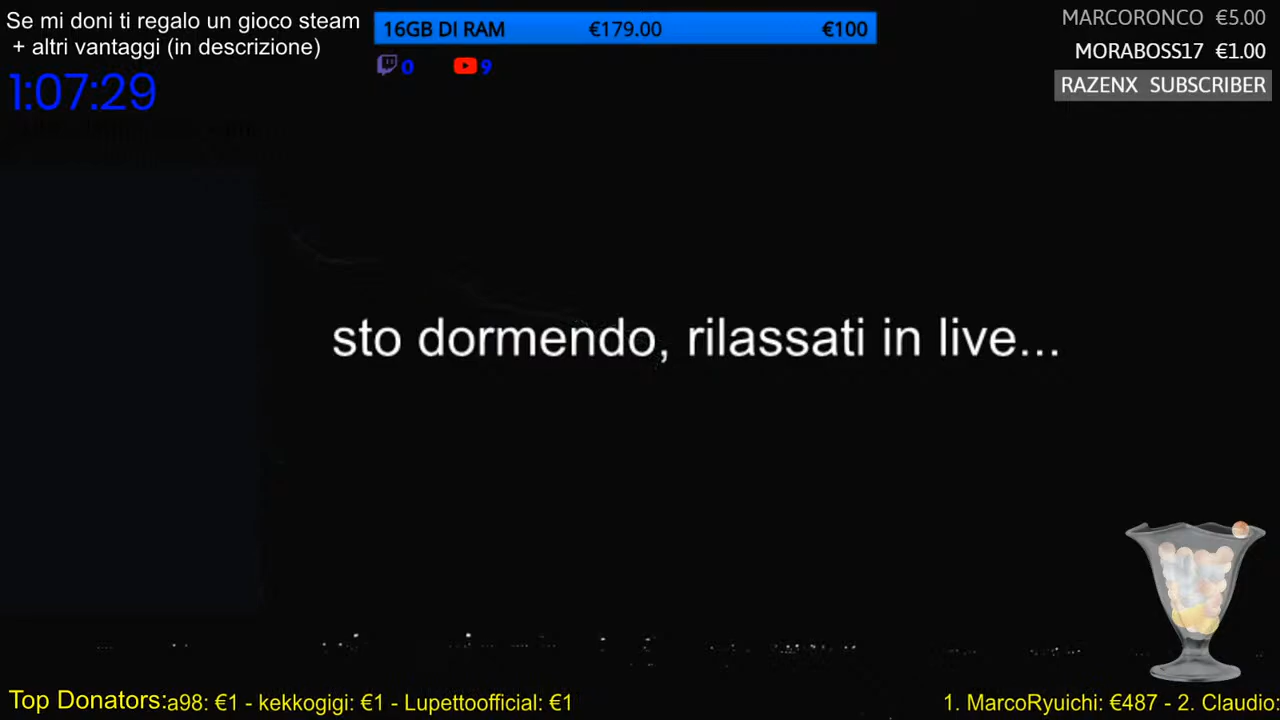 Se mi doni ti regalo un gioco steam
+ altri vantaggi (in descrizione)
1:07:29
16GB DI RAM €179.00 €100
0 9
MARCORONCO €5.00
MORABOSS17 €1.00
RAZENX SUBSCRIBER
sto dormendo, rilassati in live...
Top Donators:a98: €1 - kekkogigi: €1 - Lupettoofficial: €1
1. MarcoRyuichi: €487 - 2. Claudio: